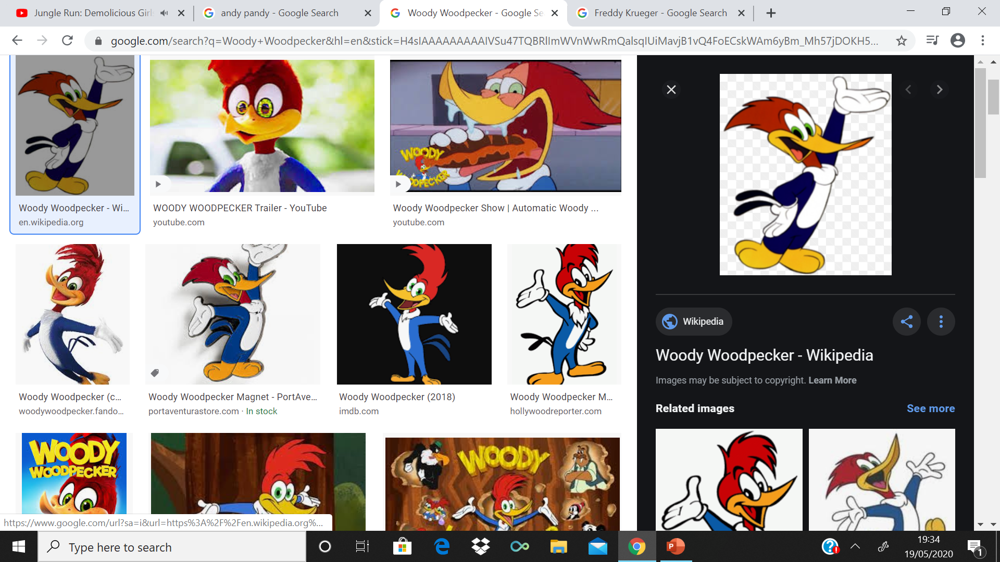 Jungle Run: Demolicious Girls
andy pandy - Google Search
Woody Woodpecker - Google Se
Freddy Krueger - Google Search
google.com/search?q=Woody+Woodpecker&hl=en&stick=
WOODY
WOODPECKER
Woody Woodpecker - Wi...
en.wikipedia.org
WOODY WOODPECKER Trailer - YouTube
youtube.com
Woody Woodpecker Show | Automatic Woody ...
youtube.com
Wikipedia
Woody Woodpecker - Wikipedia
Images may be subject to copyright. Learn More
Woody Woodpecker (c...
woodywoodpecker.fando...
Woody Woodpecker Magnet - PortAve...
portaventurastore.com · In stock
Woody Woodpecker (2018)
imdb.com
Woody Woodpecker M...
hollywoodreporter.com
Related images
See more
WOODY
WOODPECKER
WOODY
https://www.google.com/url?sa=i&url=https%3A%2F%2Fen.wikipedia.org%...
Type here to search
P
19:34
19/05/2020
1